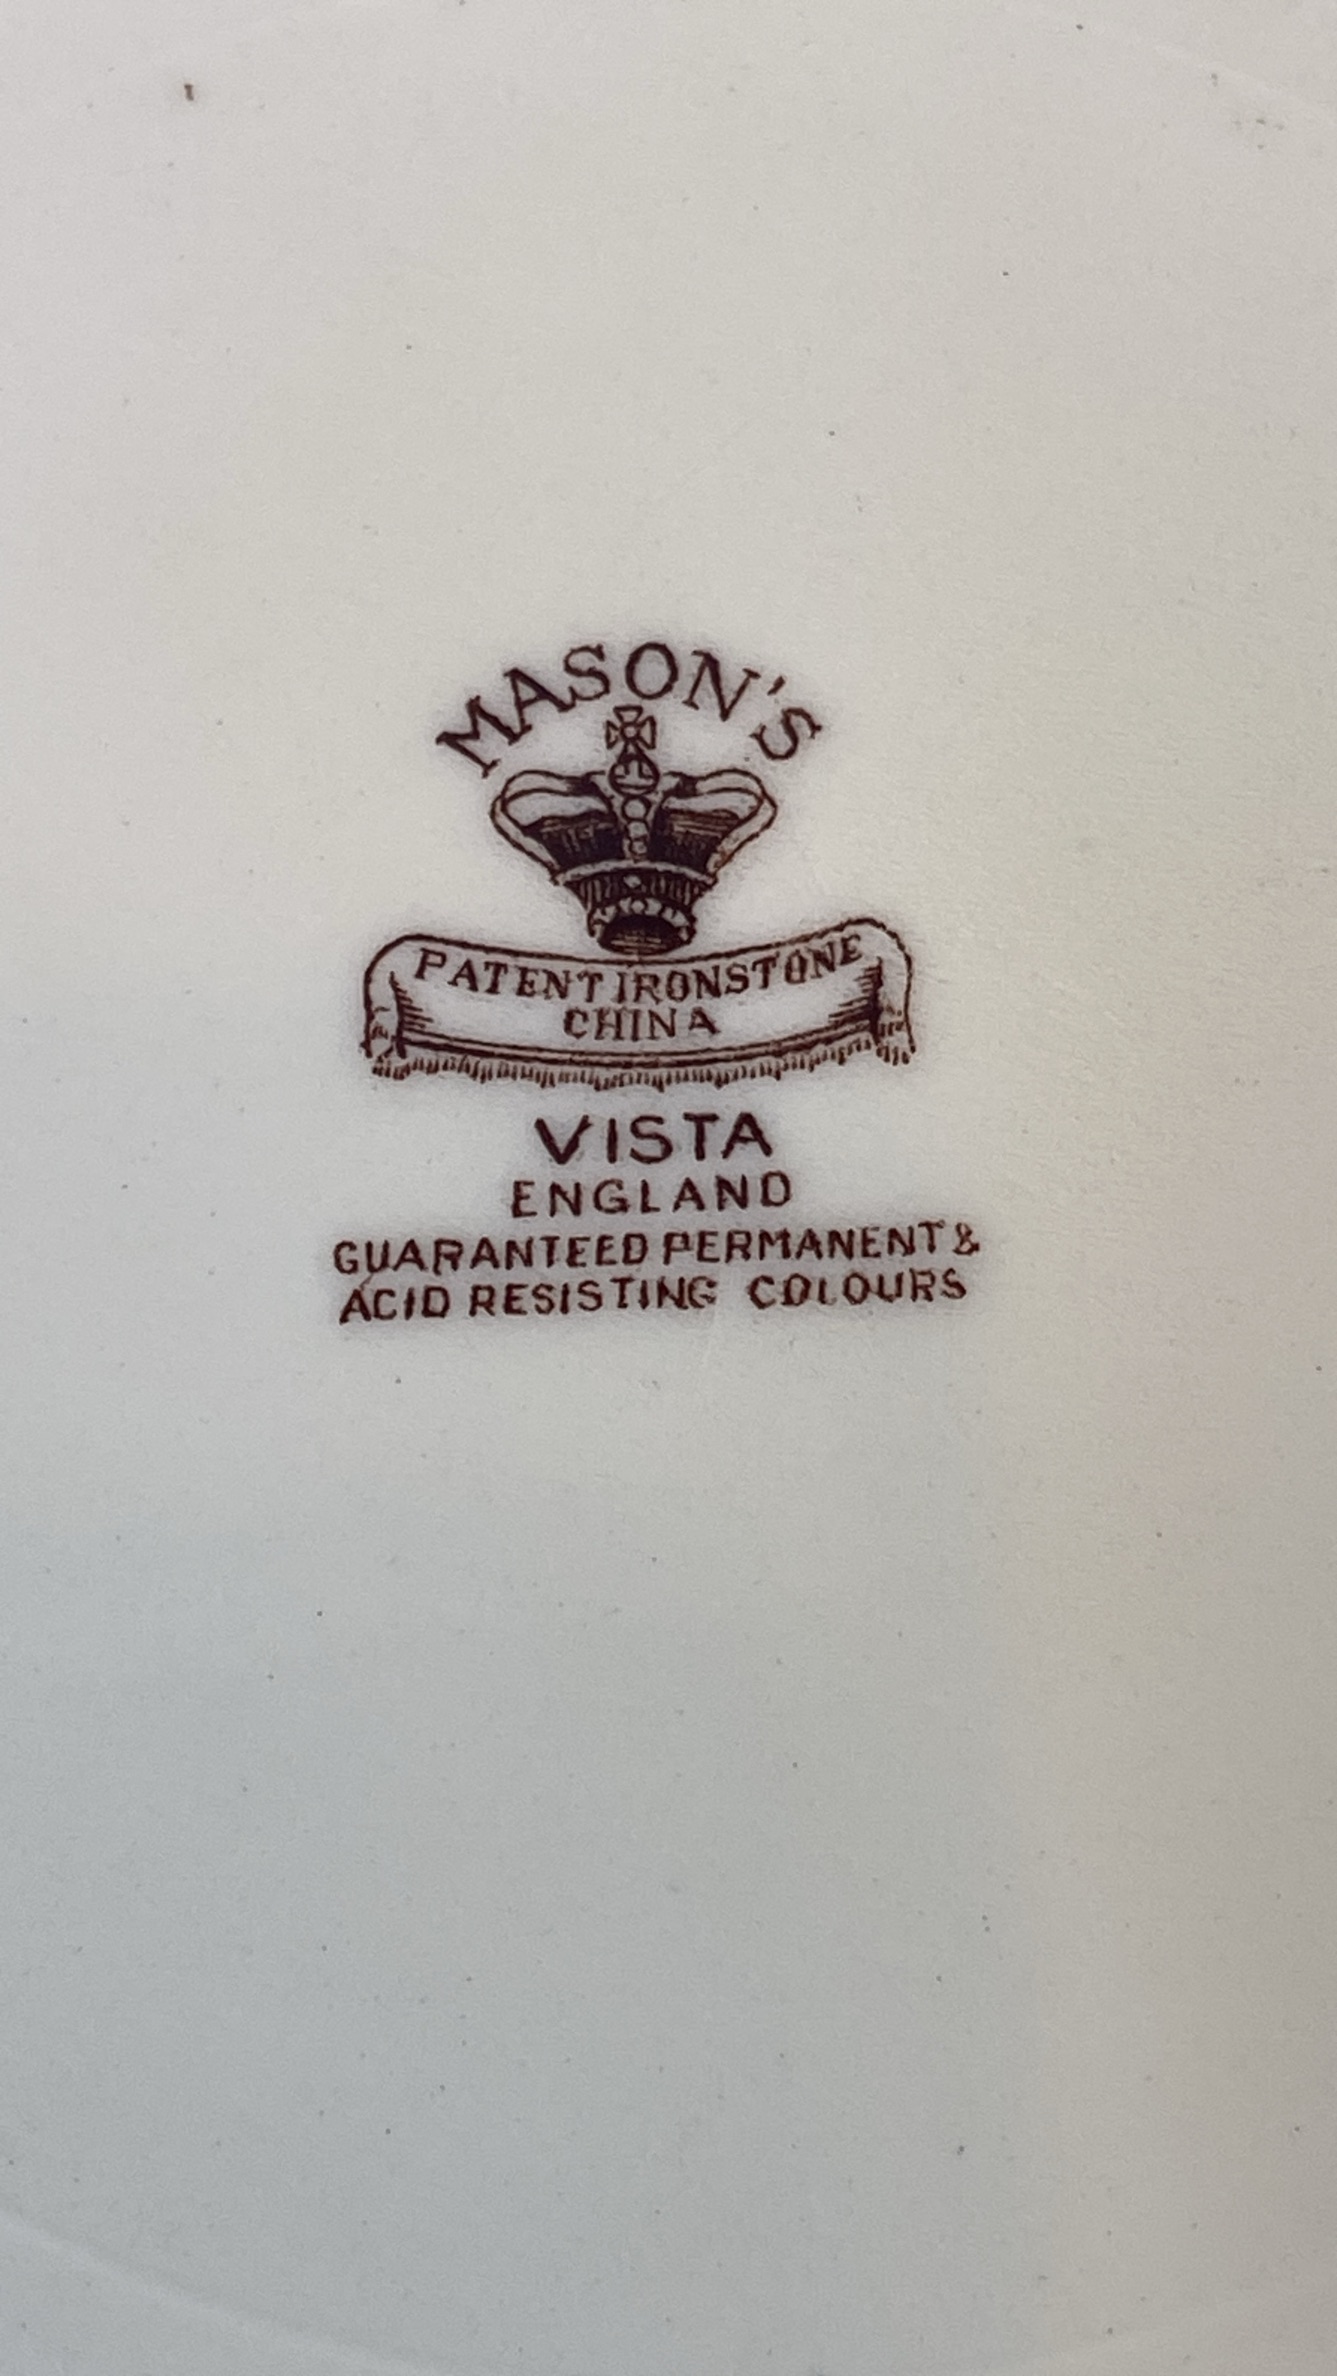 MASON'S
PATENT IRONSTONE
CHINA
VISTA
ENGLAND
GUARANTEED PERMANENT &
ACID RESISTING COLOURS